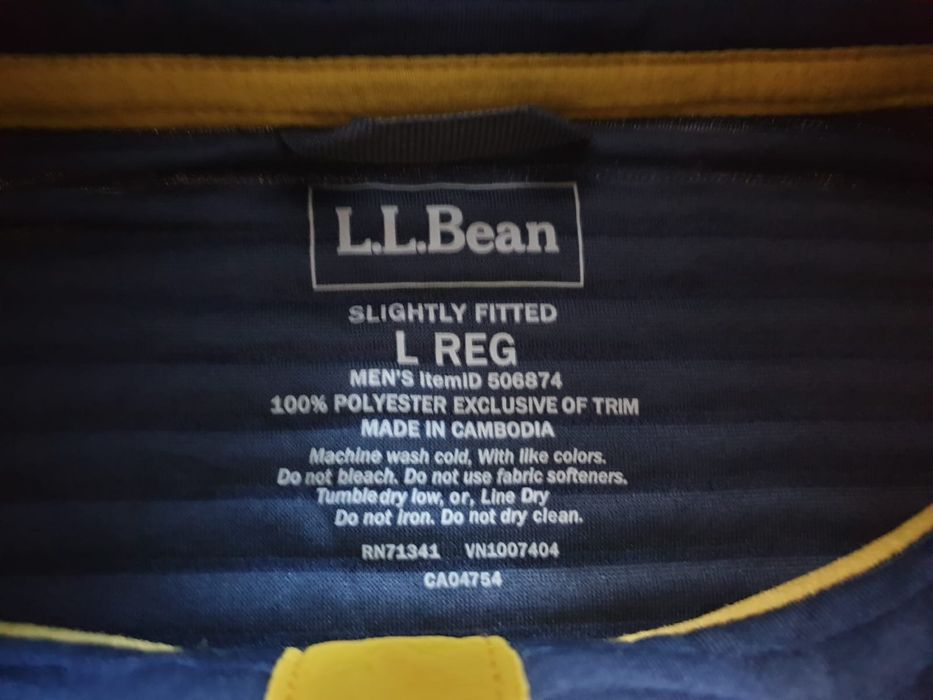 L.L.Bean
SLIGHTLY FITTED
L REG
MEN'S ItemID 506874
100% POLYESTER EXCLUSIVE OF TRIM
MADE IN CAMBODIA
Machine wash cold, With like colors.
Do not bleach. Do not use fabric softeners.
Tumble dry low, or, Line Dry
Do not Iron. Do not dry clean.
RN71341 VN1007404
CA04754